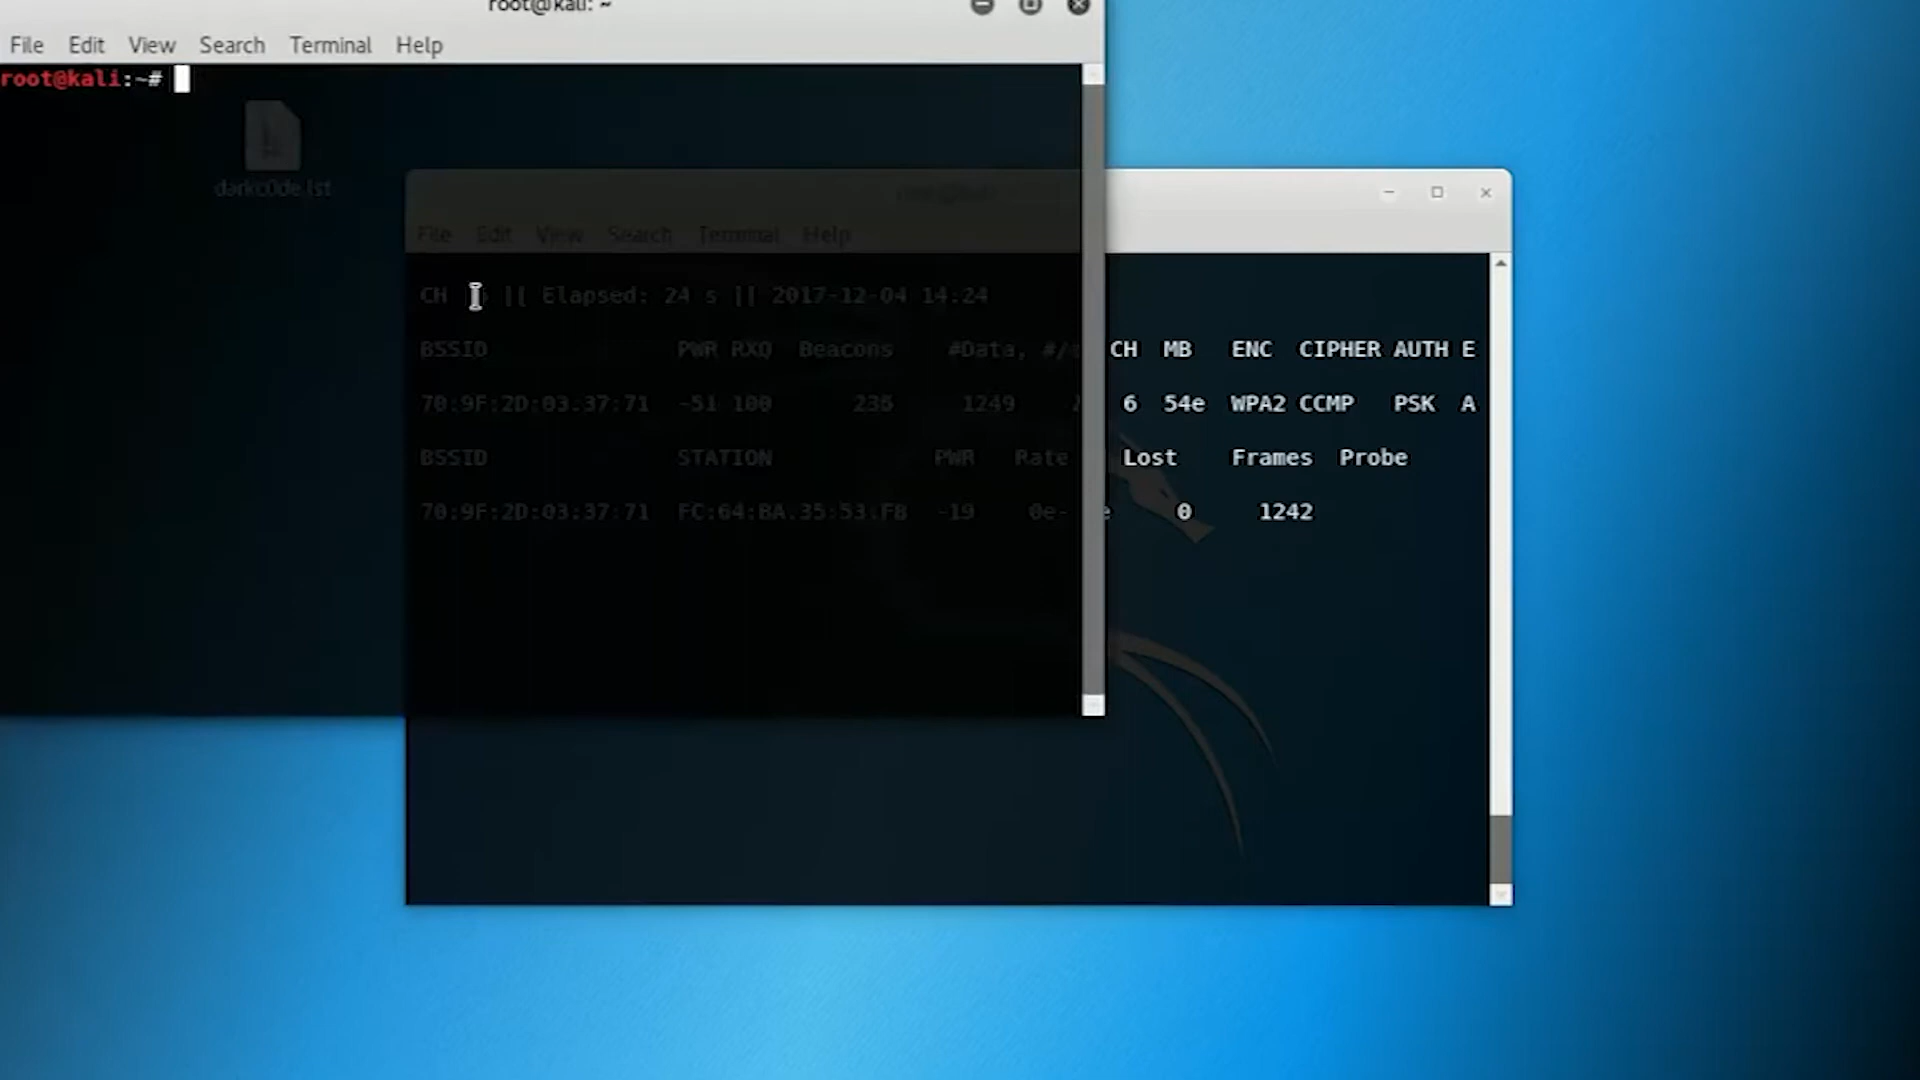 root@kali: ~
File Edit View Search Terminal Help
root@kali:~#
darkc0de.lst
File Edit View Search Terminal Help
CH || Elapsed: 24 s || 2017-12-04 14:24
BSSID PWR RXQ Beacons #Data, #/ CH MB ENC CIPHER AUTH E
70:9F:2D:03:37:71 -51 100 236 1249 6 54e WPA2 CCMP PSK A
BSSID STATION PWR Rate Lost Frames Probe
70:9F:2D:03:37:71 FC:64:BA:35:53:FB -19 0e- e 0 1242